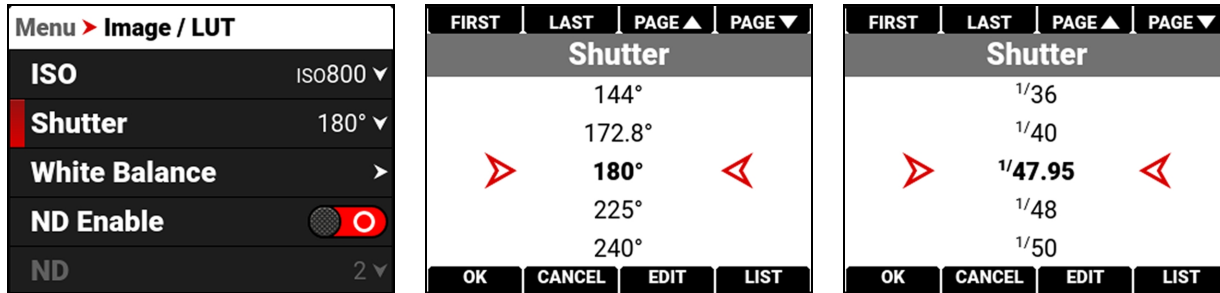 Menu > Image / LUT
ISO ISO800
Shutter 180°
White Balance
ND Enable
ND 2
FIRST LAST PAGE▲ PAGE▼
Shutter
144°
172.8°
180°
225°
240°
OK CANCEL EDIT LIST
FIRST LAST PAGE▲ PAGE▼
Shutter
1/36
1/40
1/47.95
1/48
1/50
OK CANCEL EDIT LIST